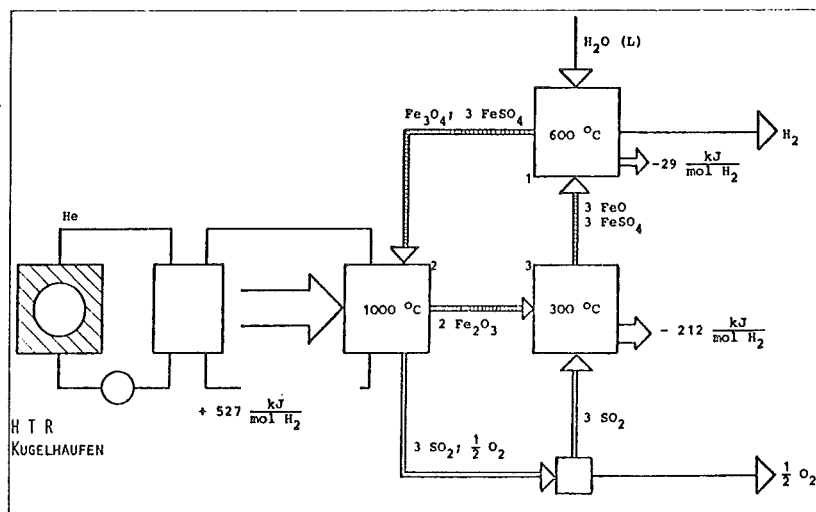 H₂O (L)
Fe₃O₄; 3 FeSO₄
600 °C
H₂
-29 kJ
mol H₂
1
3 FeO
3 FeSO₄
He
2
3
1000 °C
2 Fe₂O₃
300 °C
- 212 kJ
mol H₂
+ 527 kJ
mol H₂
3 SO₂
H T R
KUGELHAUFEN
3 SO₂; 1/2 O₂
1/2 O₂